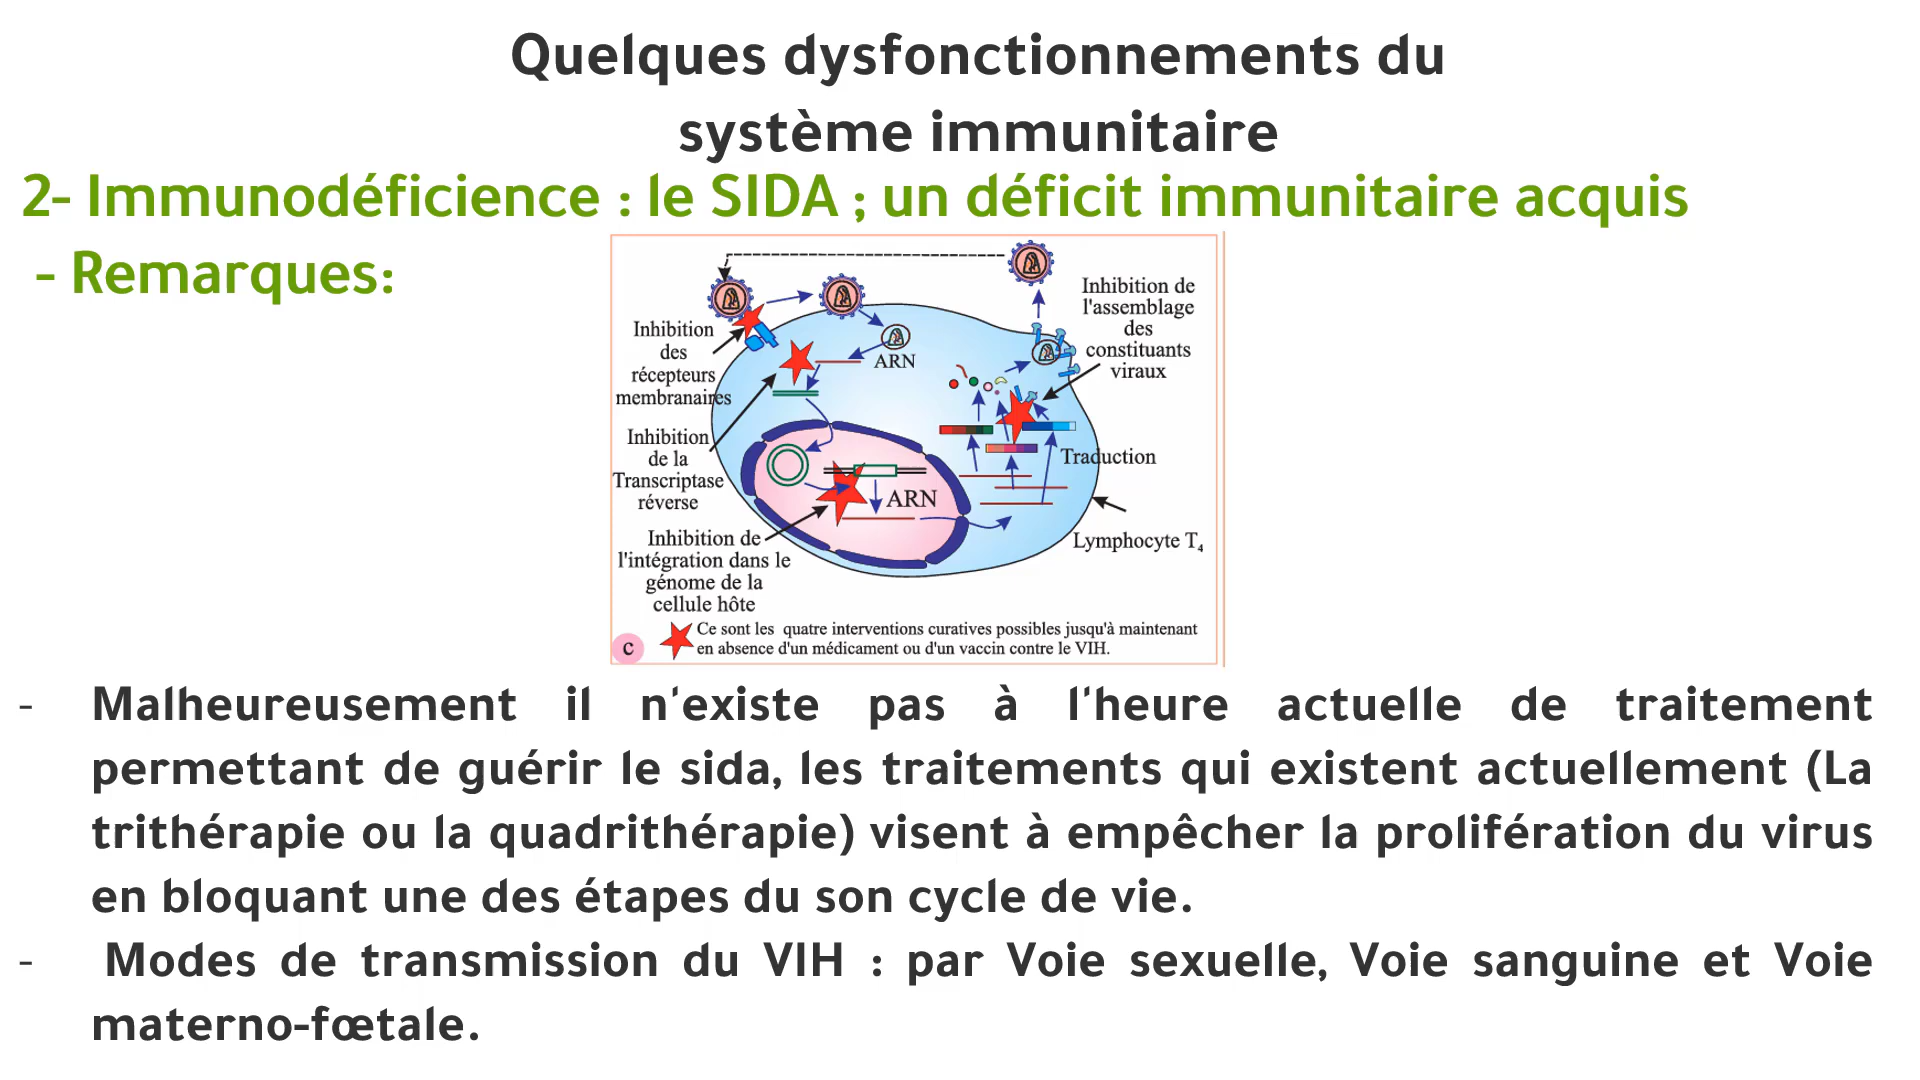 Quelques dysfonctionnements du
système immunitaire
2- Immunodéficience : le SIDA ; un déficit immunitaire acquis
- Remarques:
Inhibition
des
récepteurs
membranaires
Inhibition
de la
Transcriptase
réverse
Inhibition de
l'intégration dans le
génome de la
cellule hôte
ARN
ARN
Inhibition de
l'assemblage
des
constituants
viraux
Traduction
Lymphocyte T4
c
Ce sont les quatre interventions curatives possibles jusqu'à maintenant
en absence d'un médicament ou d'un vaccin contre le VIH.
- Malheureusement il n'existe pas à l'heure actuelle de traitement
permettant de guérir le sida, les traitements qui existent actuellement (La
trithérapie ou la quadrithérapie) visent à empêcher la prolifération du virus
en bloquant une des étapes du son cycle de vie.
- Modes de transmission du VIH : par Voie sexuelle, Voie sanguine et Voie
materno-fœtale.